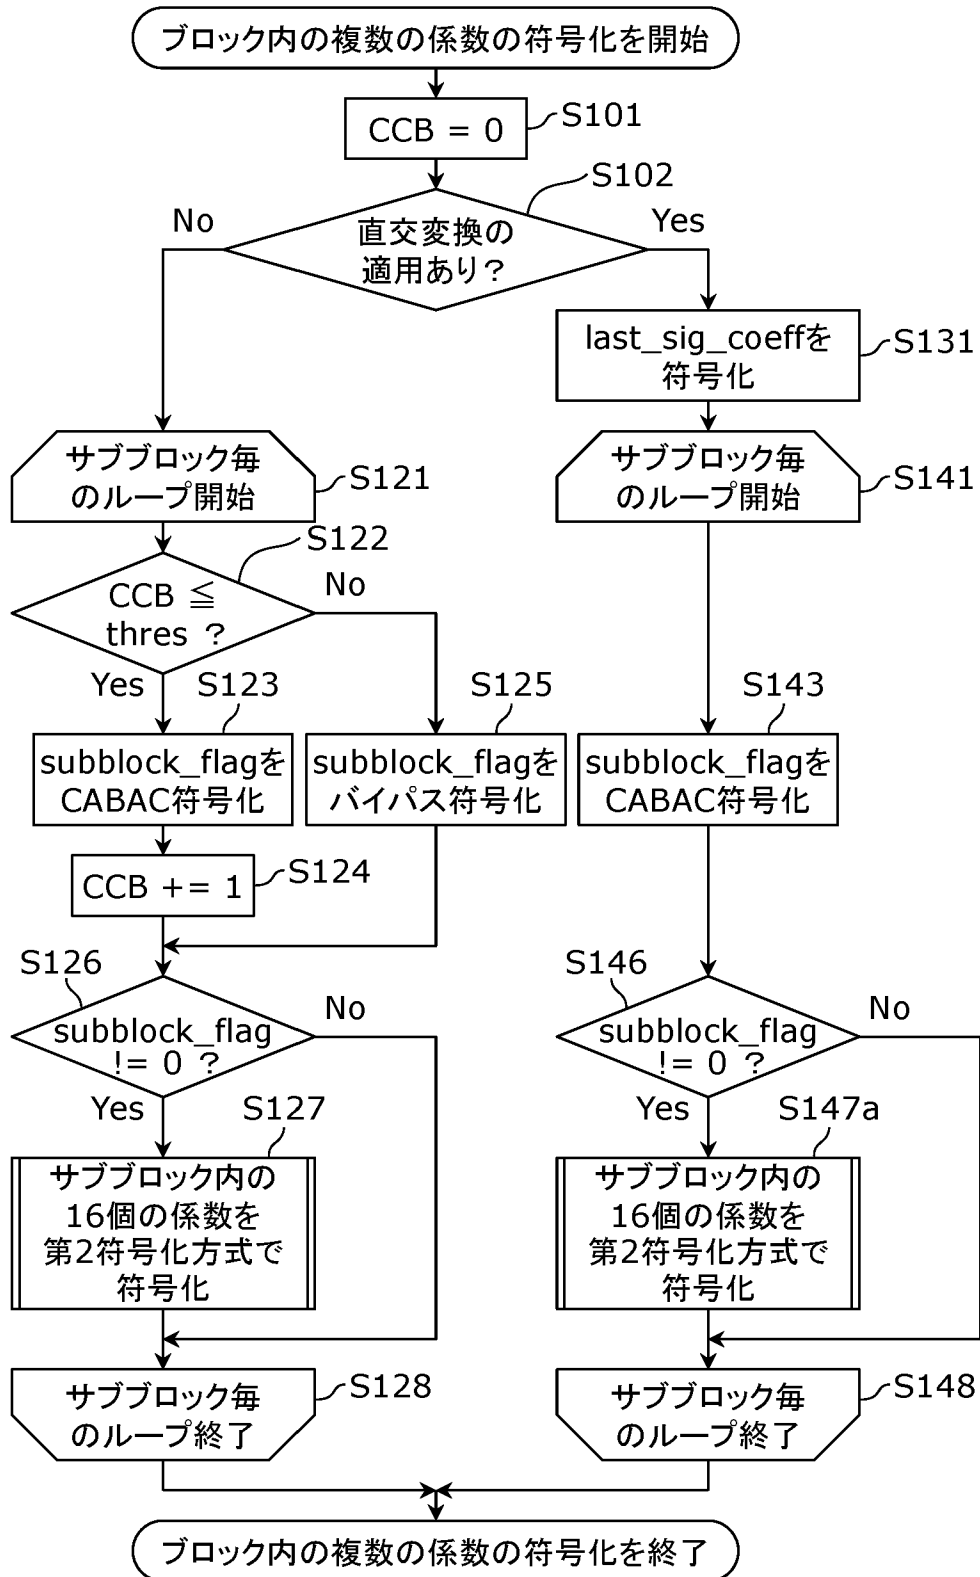 ブロック内の複数の係数の符号化を開始
CCB = 0
S101
S102
直交変換の
適用あり？
No
Yes
last_sig_coeffを
符号化
S131
サブブロック毎
のループ開始
S121
サブブロック毎
のループ開始
S141
S122
CCB ≦
thres ？
No
Yes
S123
S125
S143
subblock_flagを
CABAC符号化
subblock_flagを
バイパス符号化
subblock_flagを
CABAC符号化
CCB += 1
S124
S126
subblock_flag
!= 0 ？
No
Yes
S146
subblock_flag
!= 0 ？
No
Yes
S127
サブブロック内の
16個の係数を
第2符号化方式で
符号化
S147a
サブブロック内の
16個の係数を
第2符号化方式で
符号化
サブブロック毎
のループ終了
S128
サブブロック毎
のループ終了
S148
ブロック内の複数の係数の符号化を終了